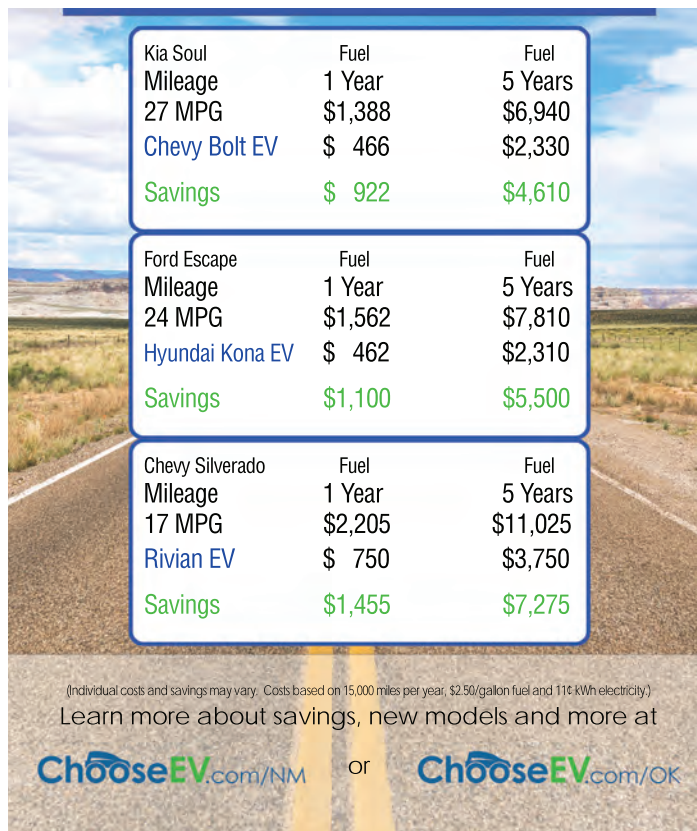 Kia Soul Fuel Fuel
Mileage 1 Year 5 Years
27 MPG $1,388 $6,940
Chevy Bolt EV $ 466 $2,330
Savings $ 922 $4,610
Ford Escape Fuel Fuel
Mileage 1 Year 5 Years
24 MPG $1,562 $7,810
Hyundai Kona EV $ 462 $2,310
Savings $1,100 $5,500
Chevy Silverado Fuel Fuel
Mileage 1 Year 5 Years
17 MPG $2,205 $11,025
Rivian EV $ 750 $3,750
Savings $1,455 $7,275
(Individual costs and savings may vary. Costs based on 15,000 miles per year, $2.50/gallon fuel and 11¢ kWh electricity.)
Learn more about savings, new models and more at
ChooseEV.com/NM or ChooseEV.com/OK